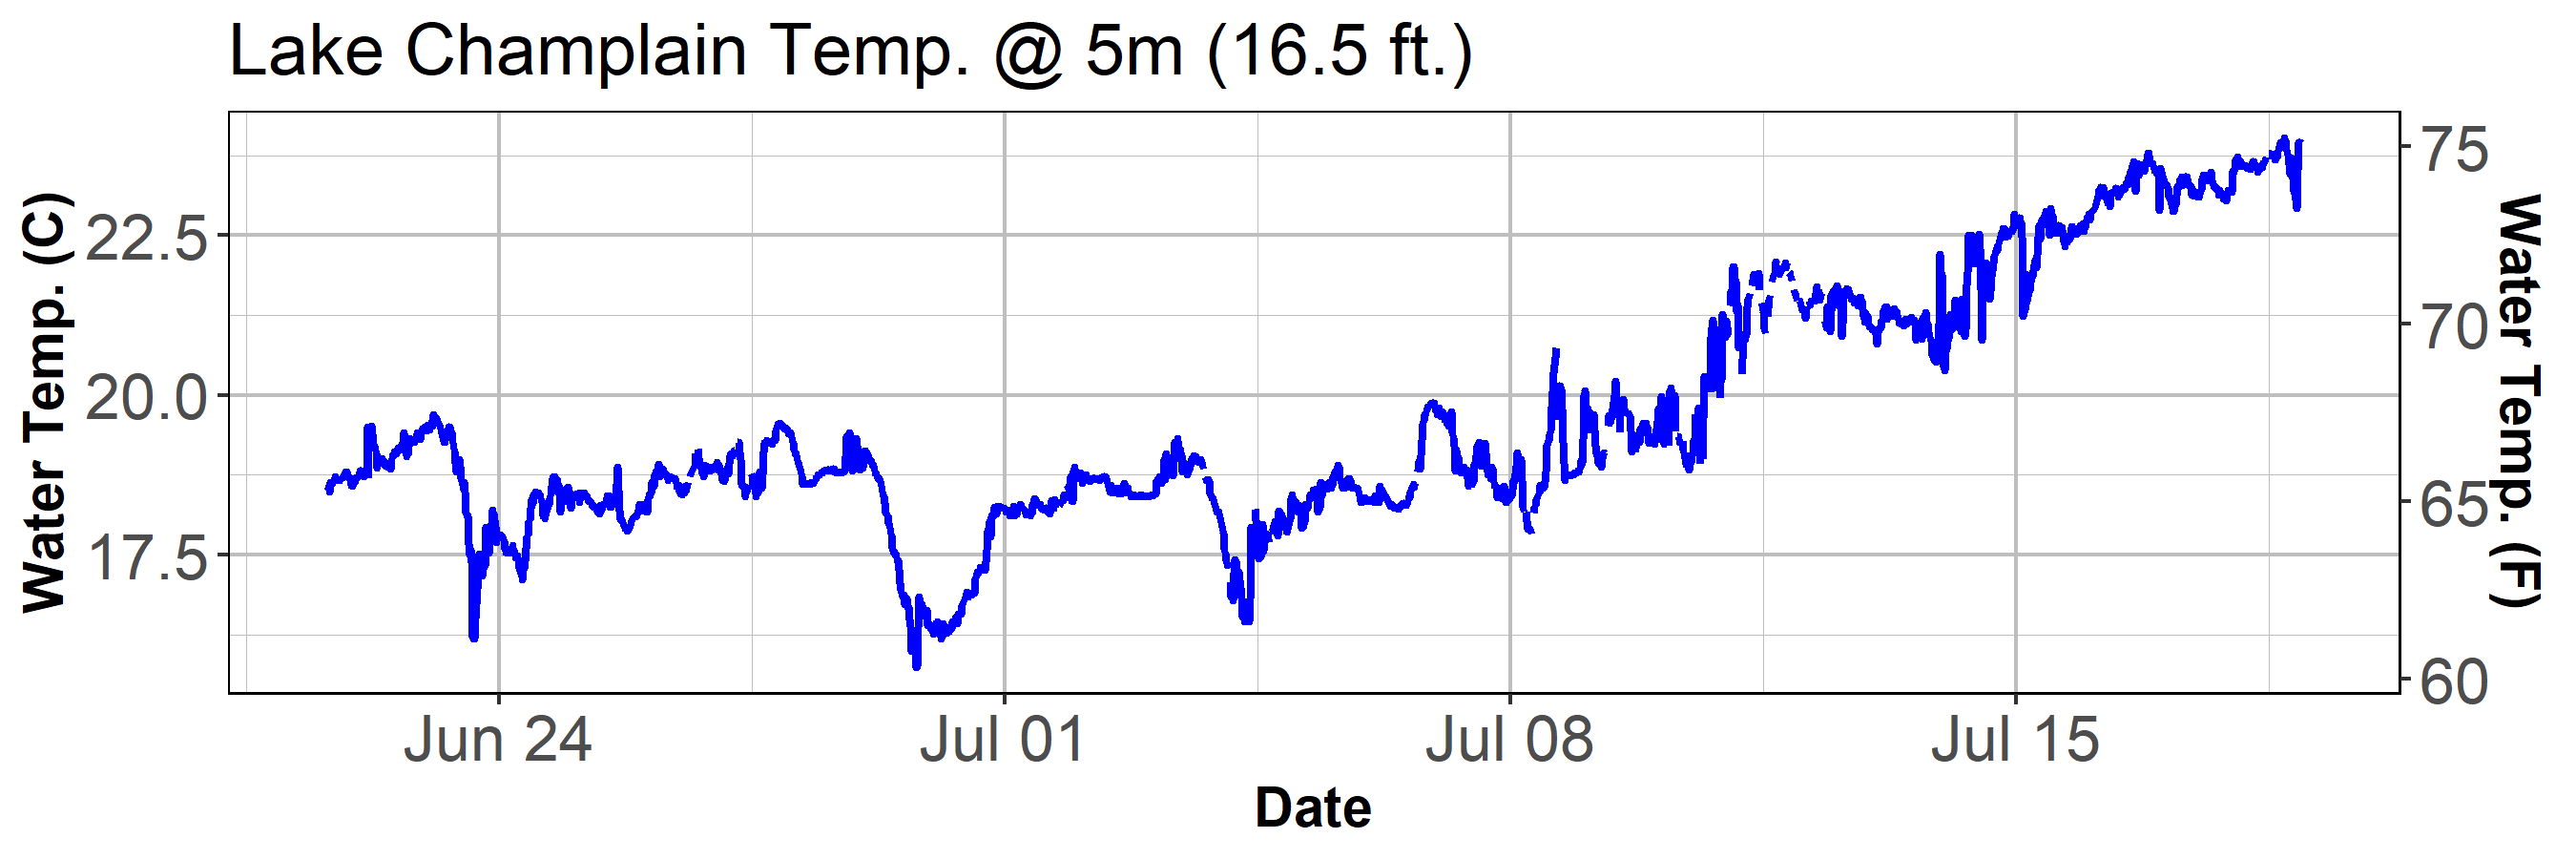 Lake Champlain Temp. @ 5m (16.5 ft.)
Water Temp. (C)
22.5
20.0
17.5
75
70
65
60
Water Temp. (F)
Jun 24
Jul 01
Jul 08
Jul 15
Date